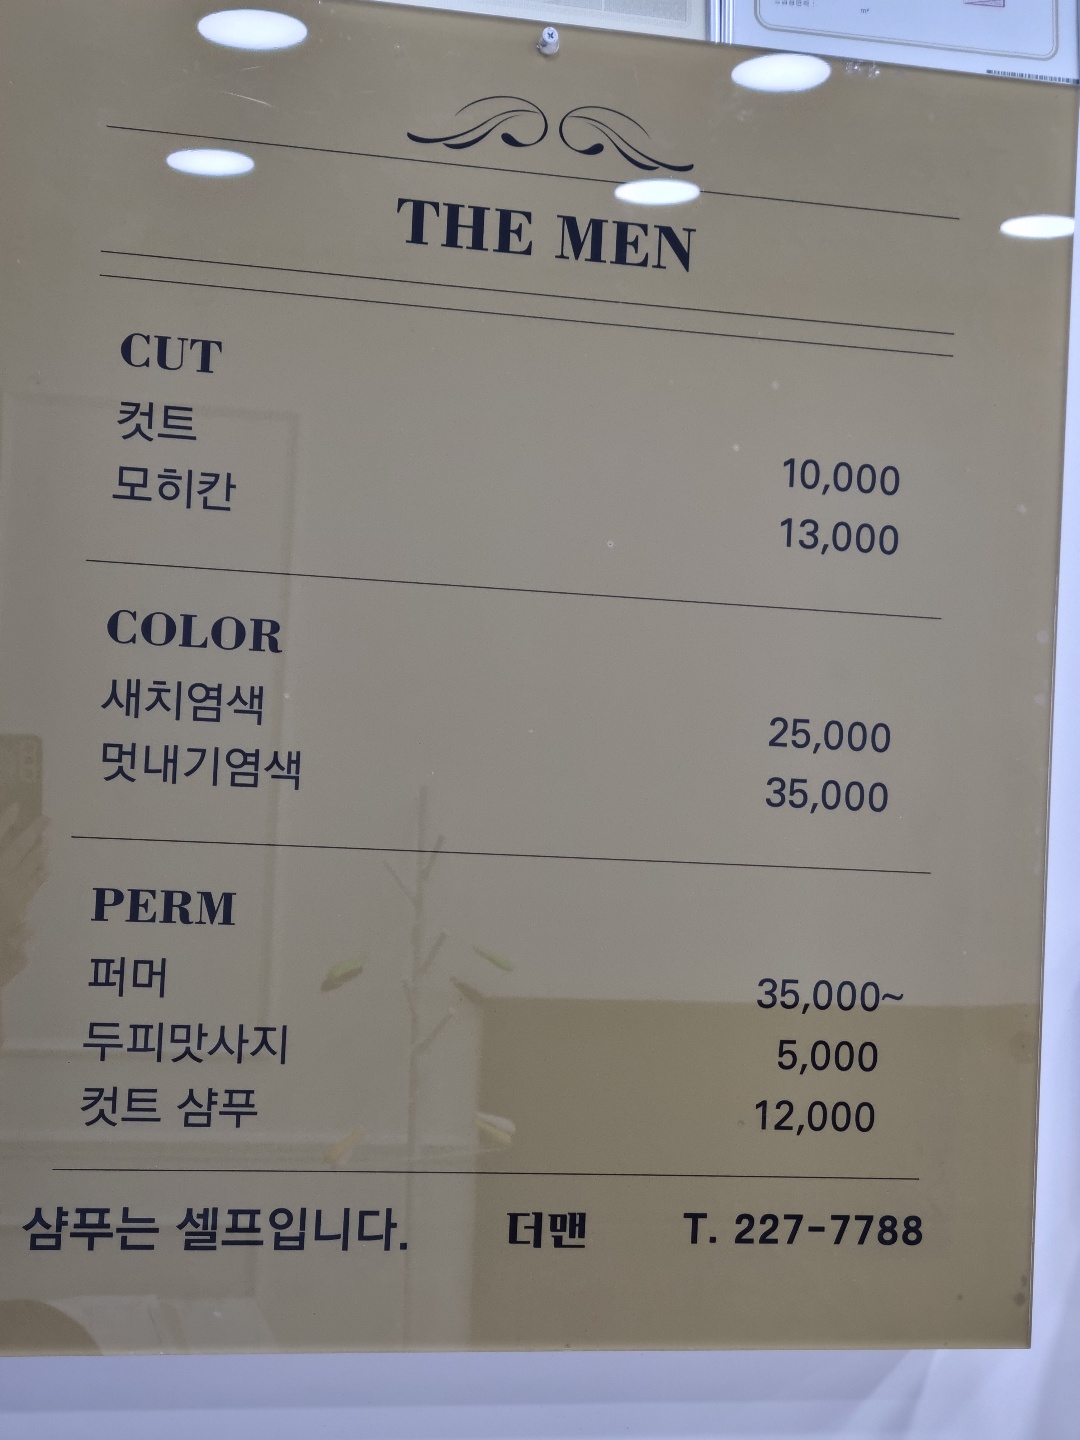 THE MEN
CUT
컷트 10,000
모히칸 13,000
COLOR
새치염색 25,000
멋내기염색 35,000
PERM
퍼머 35,000~
두피맛사지 5,000
컷트 샴푸 12,000
샴푸는 셀프입니다. 더맨 T. 227-7788